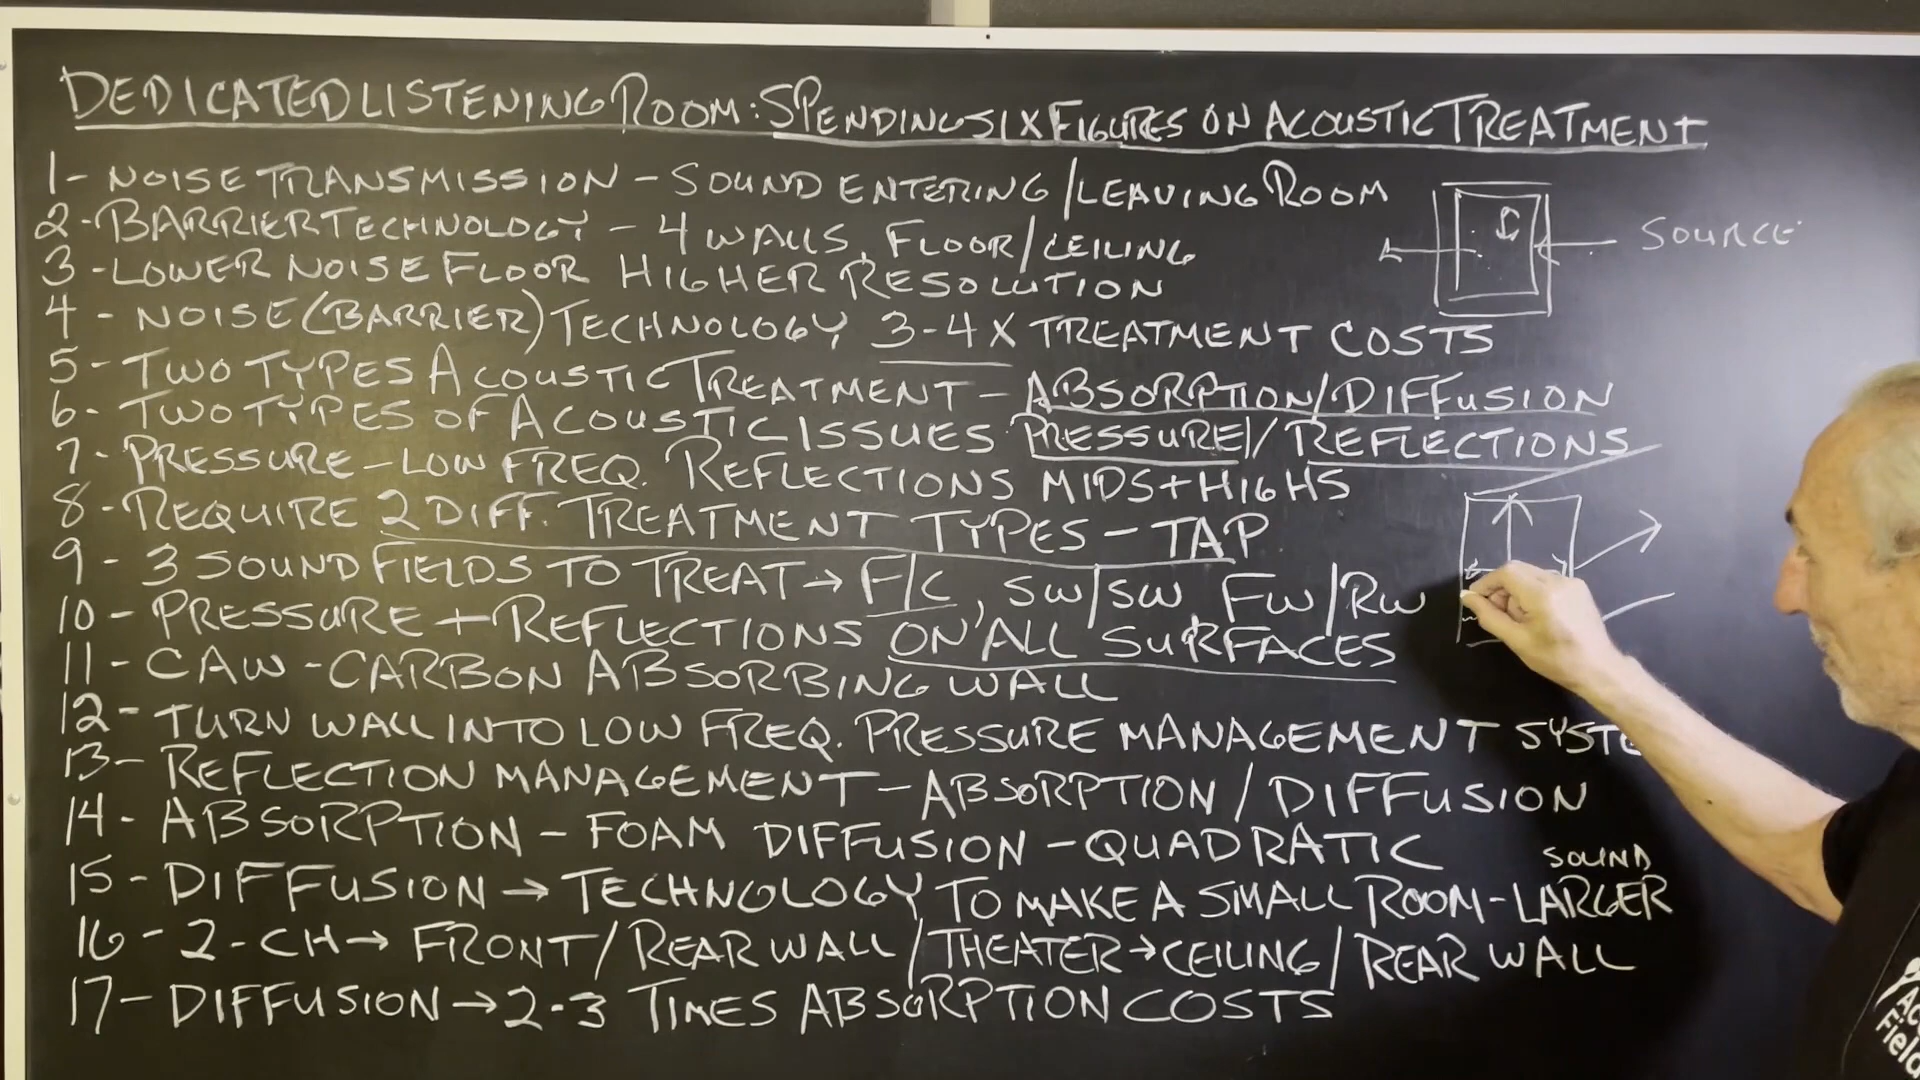 DEDICATED LISTENING ROOM: SPENDING SIX FIGURES ON ACOUSTIC TREATMENT
1- NOISE TRANSMISSION - SOUND ENTERING/LEAVING ROOM
2- BARRIER TECHNOLOGY - 4 WALLS, FLOOR/CEILING
3- LOWER NOISE FLOOR HIGHER RESOLUTION
4- NOISE (BARRIER) TECHNOLOGY 3-4X TREATMENT COSTS
5- TWO TYPES ACOUSTIC TREATMENT - ABSORPTION/DIFFUSION
6- TWO TYPES OF ACOUSTIC ISSUES PRESSURE/REFLECTIONS
7- PRESSURE - LOW FREQ. REFLECTIONS MIDS + HIGHS
8- REQUIRE 2 DIFF. TREATMENT TYPES - TAP
9- 3 SOUND FIELDS TO TREAT → F/C, SW/SW, FW/RW
10- PRESSURE + REFLECTIONS ON ALL SURFACES
11- CAW - CARBON ABSORBING WALL
12- TURN WALL INTO LOW FREQ. PRESSURE MANAGEMENT SYSTE
13- REFLECTION MANAGEMENT - ABSORPTION/DIFFUSION
14- ABSORPTION - FOAM DIFFUSION - QUADRATIC
15- DIFFUSION → TECHNOLOGY TO MAKE A SMALL ROOM - SOUND LARGER
16- 2-CH → FRONT/REAR WALL/THEATER → CEILING/REAR WALL
17- DIFFUSION → 2-3 TIMES ABSORPTION COSTS
SOURCE
Field